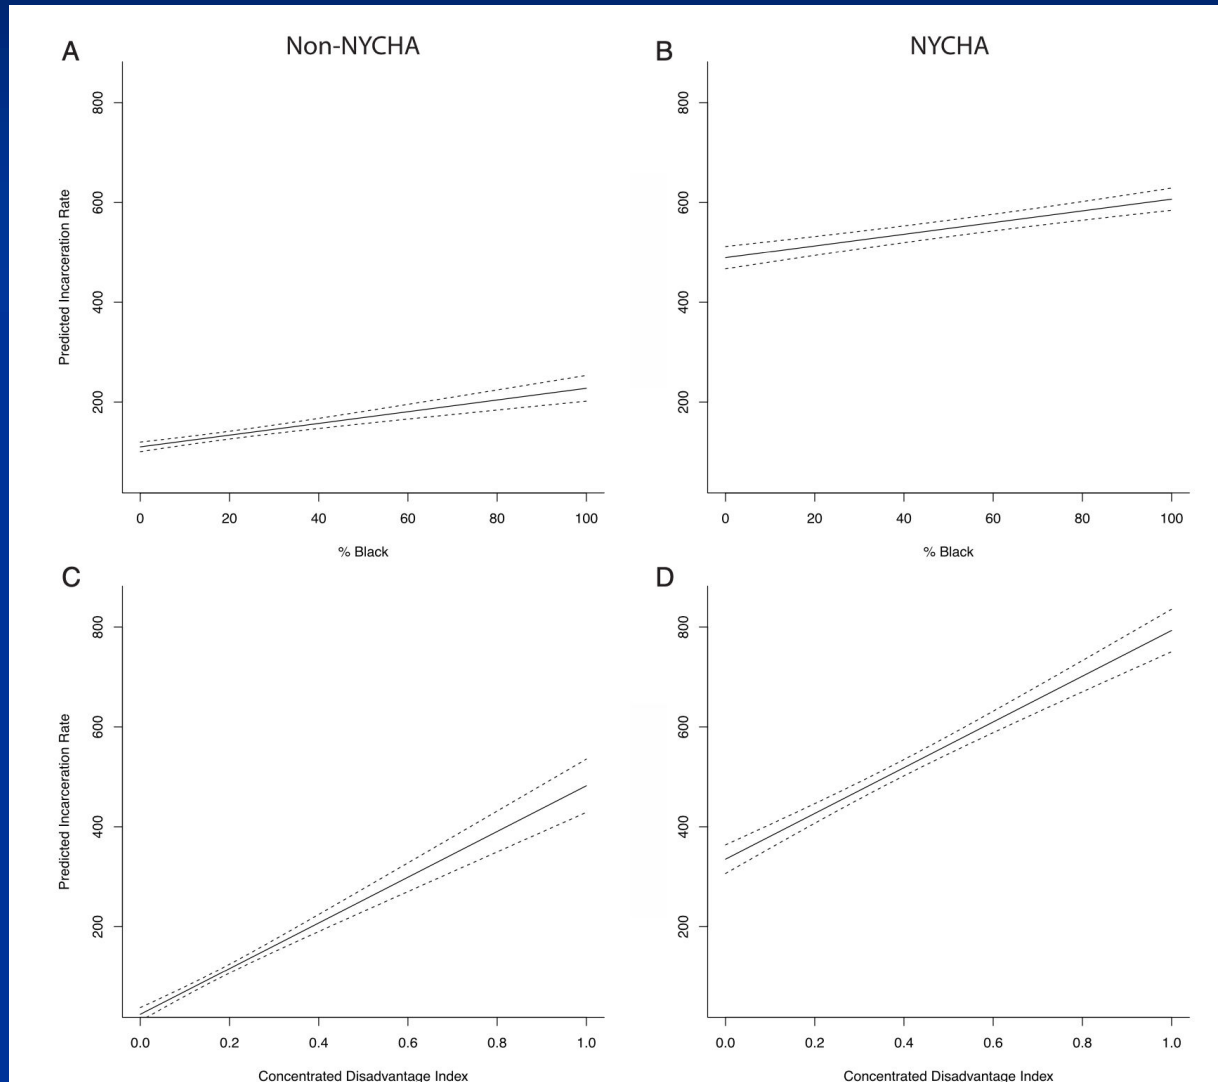 A
Non-NYCHA
Predicted Incarceration Rate
800
600
400
200
0 20 40 60 80 100
% Black
B
NYCHA
800
600
400
200
0 20 40 60 80 100
% Black
C
Predicted Incarceration Rate
800
600
400
200
0.0 0.2 0.4 0.6 0.8 1.0
Concentrated Disadvantage Index
D
800
600
400
200
0.0 0.2 0.4 0.6 0.8 1.0
Concentrated Disadvantage Index